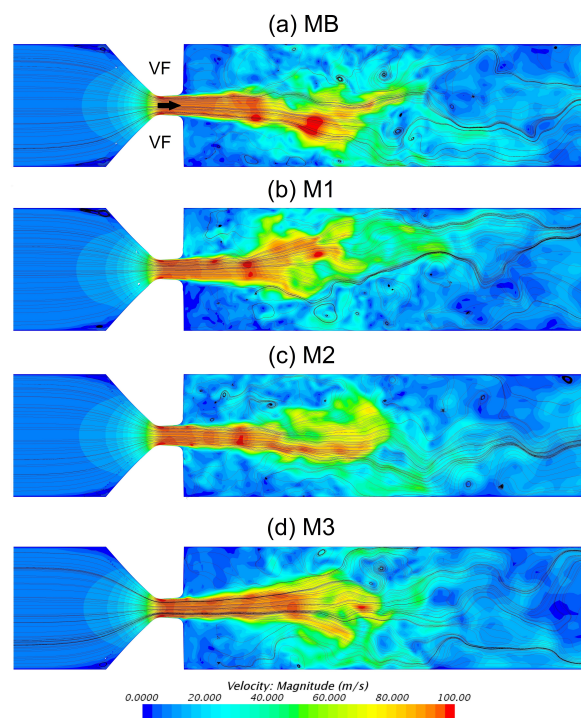 (a) MB
VF
VF
(b) M1
(c) M2
(d) M3
Velocity: Magnitude (m/s)
0.0000 20.000 40.000 60.000 80.000 100.00